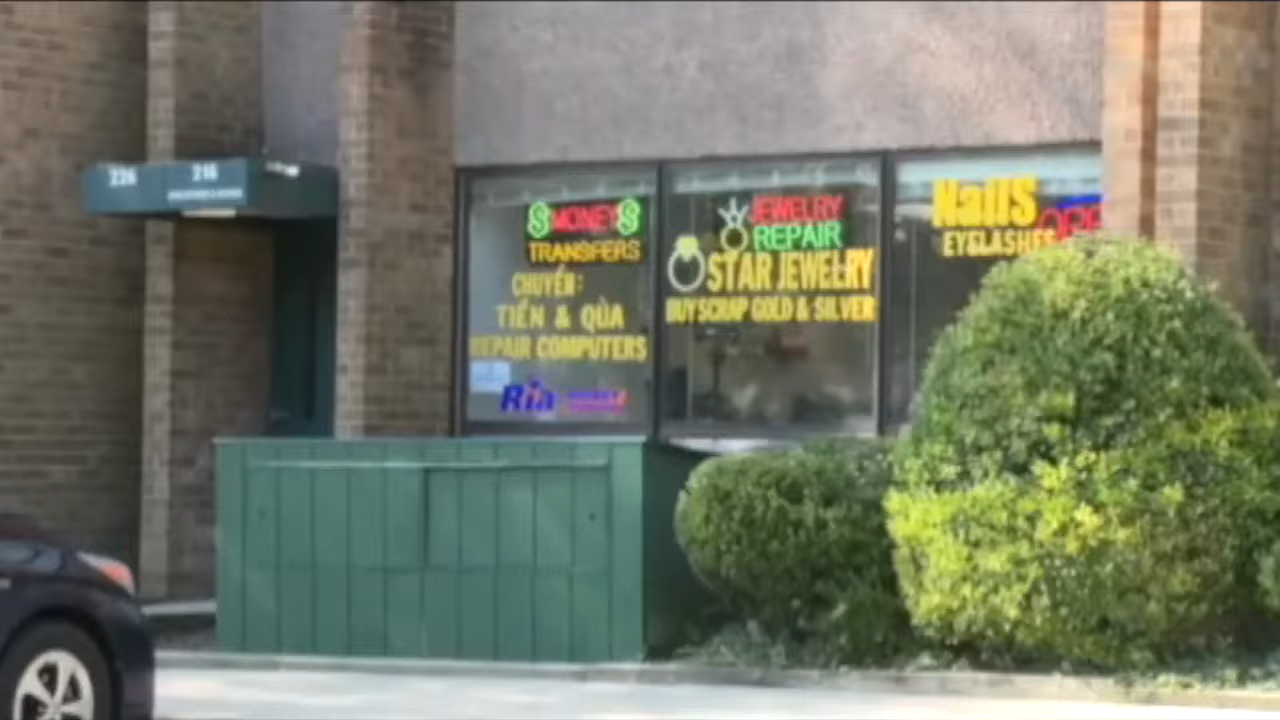 226
216
$MONEY$
TRANSFERS
CHUYÊN:
TIỀN & QÙA
REPAIR COMPUTERS
Ria
JEWELRY
REPAIR
STAR JEWELRY
BUY SCRAP GOLD & SILVER
Nails
EYELASHES